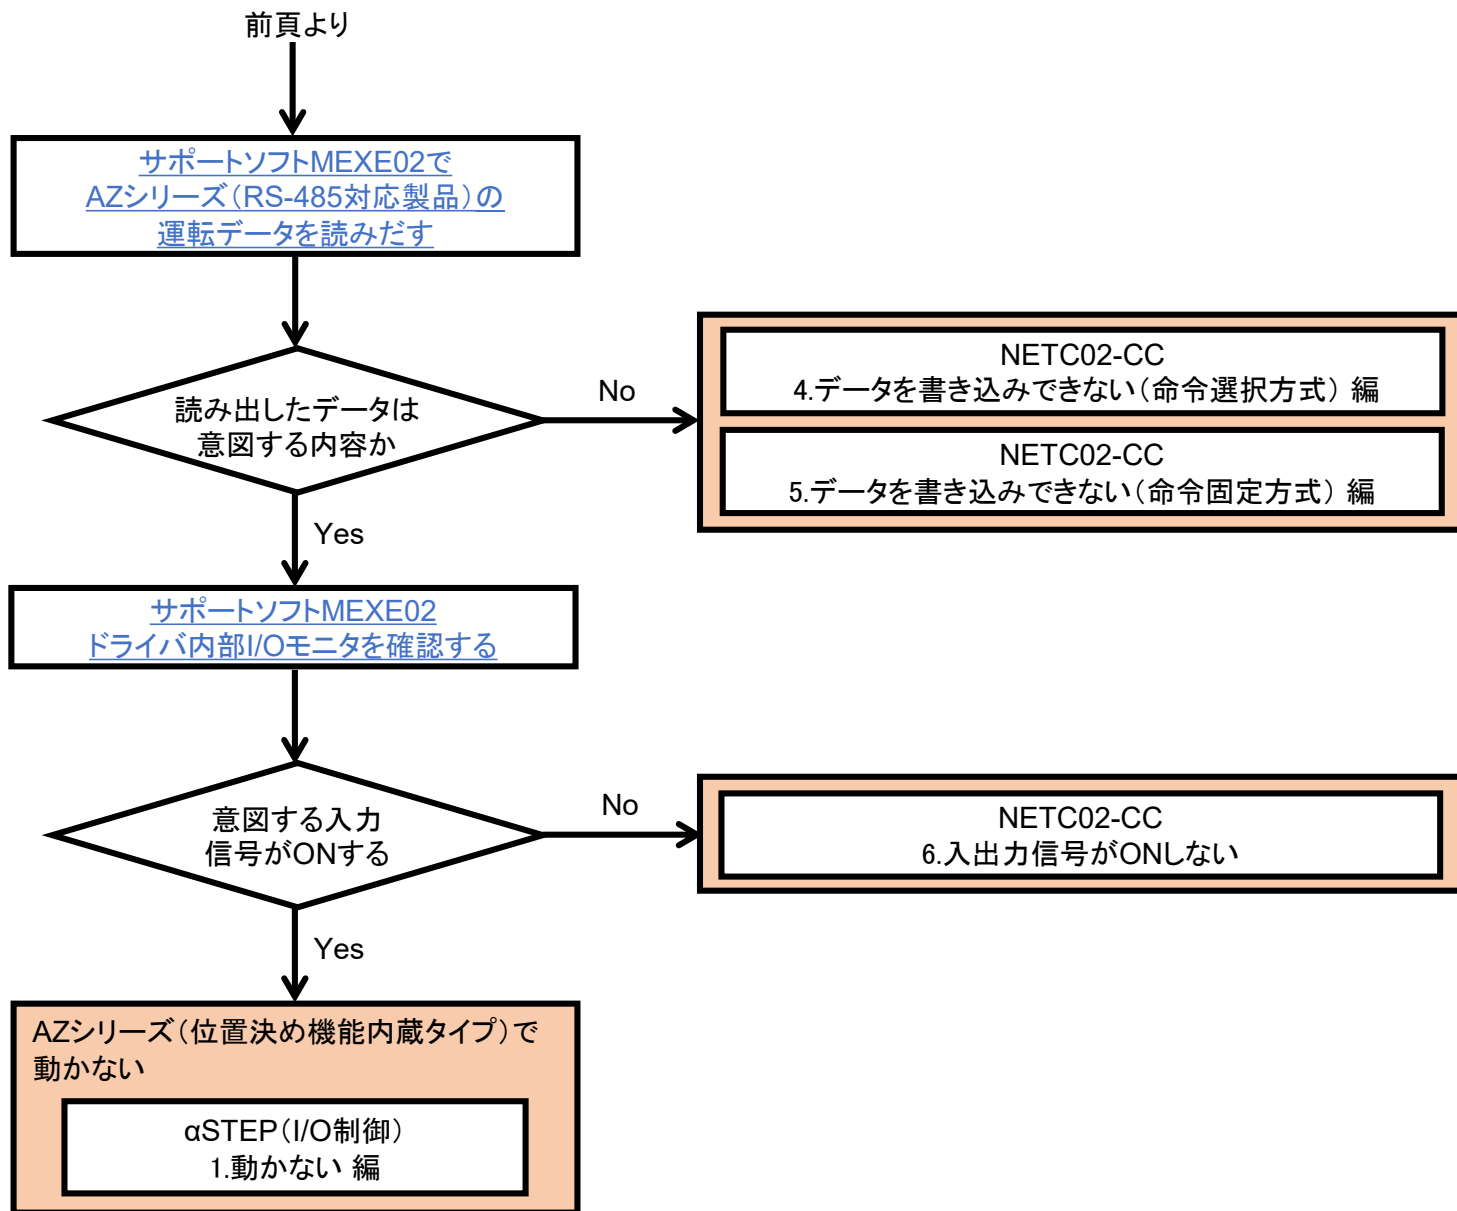 前頁より
サポートソフトMEXE02で
AZシリーズ（RS-485対応製品）の
運転データを読みだす
読み出したデータは
意図する内容か
No
NETC02-CC
4.データを書き込みできない（命令選択方式） 編
NETC02-CC
5.データを書き込みできない（命令固定方式） 編
Yes
サポートソフトMEXE02
ドライバ内部I/Oモニタを確認する
意図する入力
信号がONする
No
NETC02-CC
6.入出力信号がONしない
Yes
AZシリーズ（位置決め機能内蔵タイプ）で
動かない
αSTEP（I/O制御）
1.動かない 編